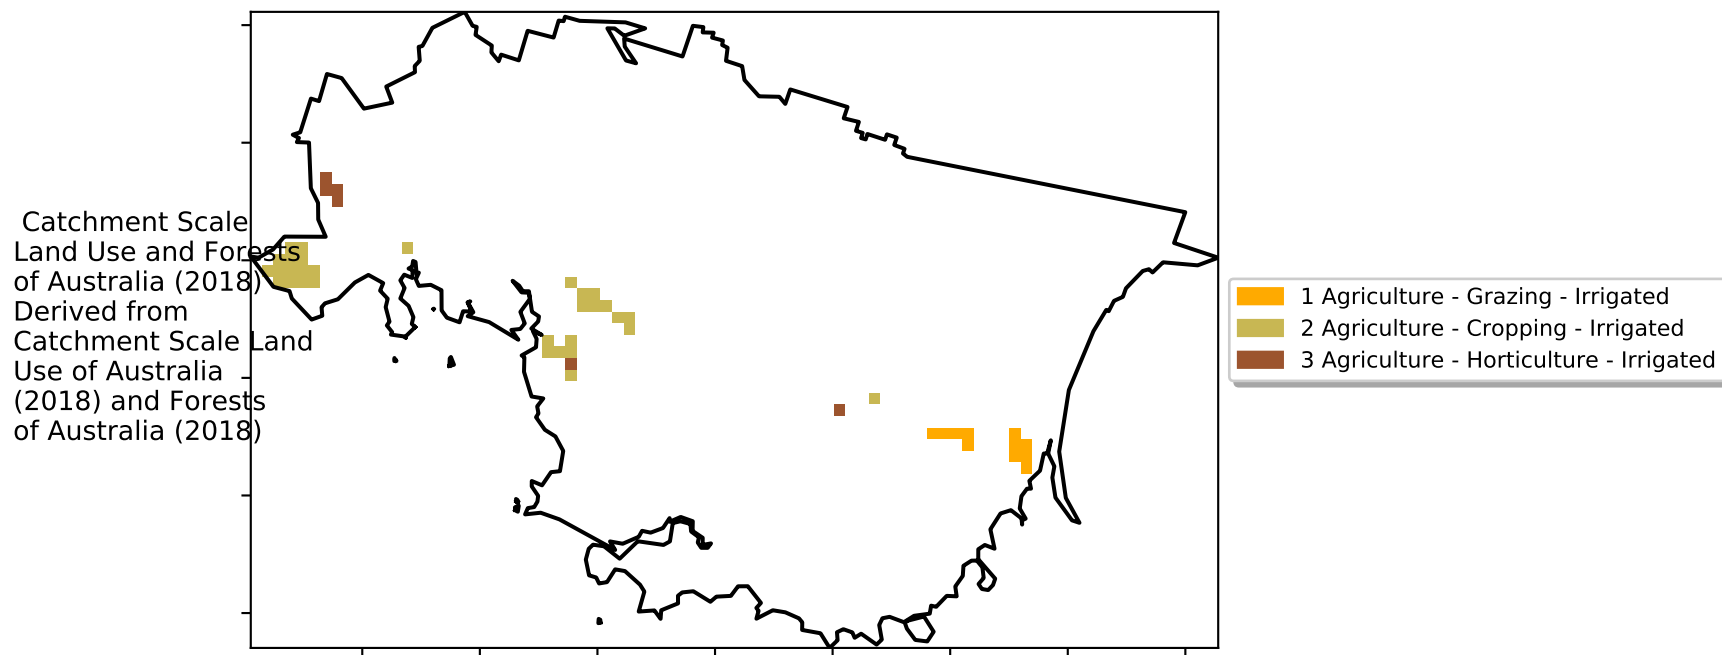 Catchment Scale
Land Use and Forests
of Australia (2018)
Derived from
Catchment Scale Land
Use of Australia
(2018) and Forests
of Australia (2018)
1 Agriculture - Grazing - Irrigated
2 Agriculture - Cropping - Irrigated
3 Agriculture - Horticulture - Irrigated